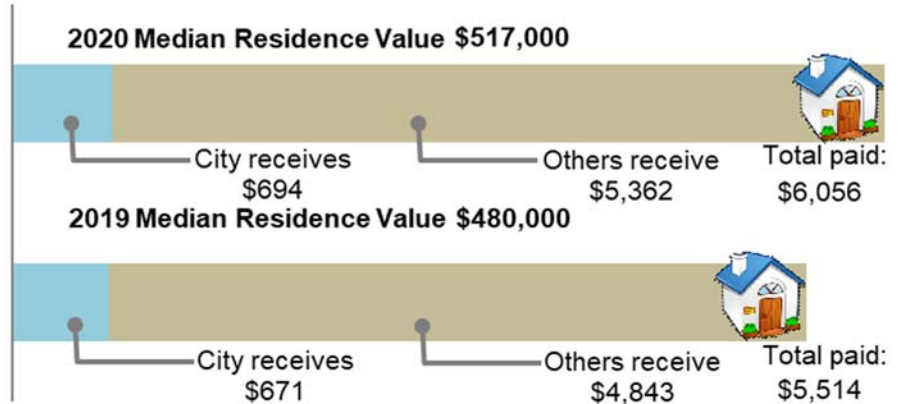 2020 Median Residence Value $517,000
City receives
$694
Others receive
$5,362
Total paid:
$6,056
2019 Median Residence Value $480,000
City receives
$671
Others receive
$4,843
Total paid:
$5,514